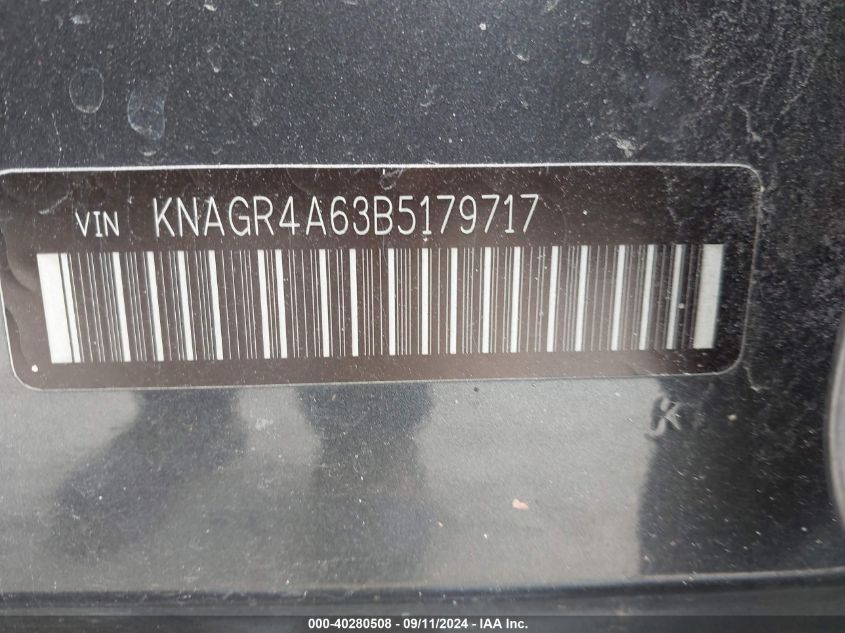 VIN KNAGR4A63B5179717
000-40280508 - 09/11/2024 - IAA Inc.